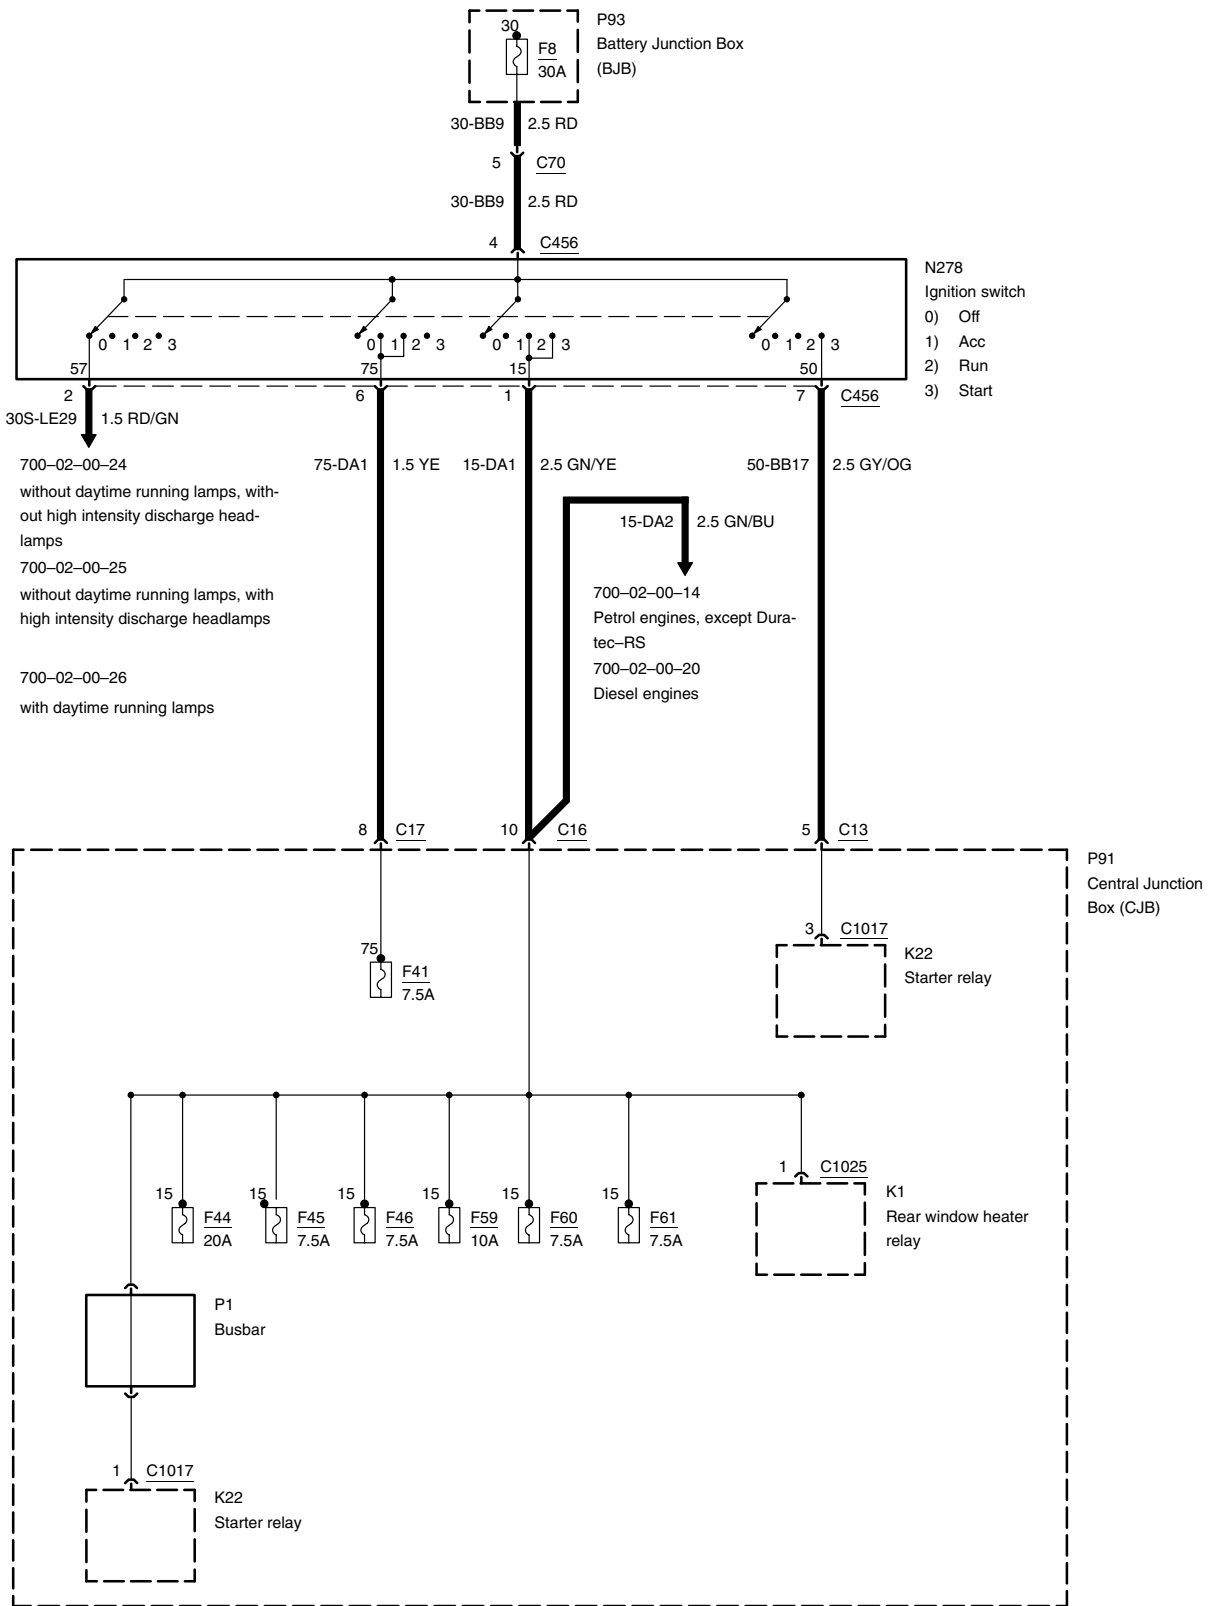 30
F8
30A
P93
Battery Junction Box
(BJB)
30-BB9 2.5 RD
5 C70
30-BB9 2.5 RD
4 C456
N278
Ignition switch
0) Off
1) Acc
2) Run
3) Start
0 1 2 3
0 1 2 3
0 1 2 3
0 1 2 3
57 75 15 50
2 6 1 7 C456
30S-LE29 1.5 RD/GN
700–02–00–24
without daytime running lamps, with-
out high intensity discharge head-
lamps
700–02–00–25
without daytime running lamps, with
high intensity discharge headlamps
700–02–00–26
with daytime running lamps
75-DA1 1.5 YE
15-DA1 2.5 GN/YE
50-BB17 2.5 GY/OG
15-DA2 2.5 GN/BU
700–02–00–14
Petrol engines, except Dura-
tec–RS
700–02–00–20
Diesel engines
8 C17
10 C16
5 C13
P91
Central Junction
Box (CJB)
3 C1017
K22
Starter relay
75
F41
7.5A
15
F44
20A
15
F45
7.5A
15
F46
7.5A
15
F59
10A
15
F60
7.5A
15
F61
7.5A
1 C1025
K1
Rear window heater
relay
P1
Busbar
1 C1017
K22
Starter relay